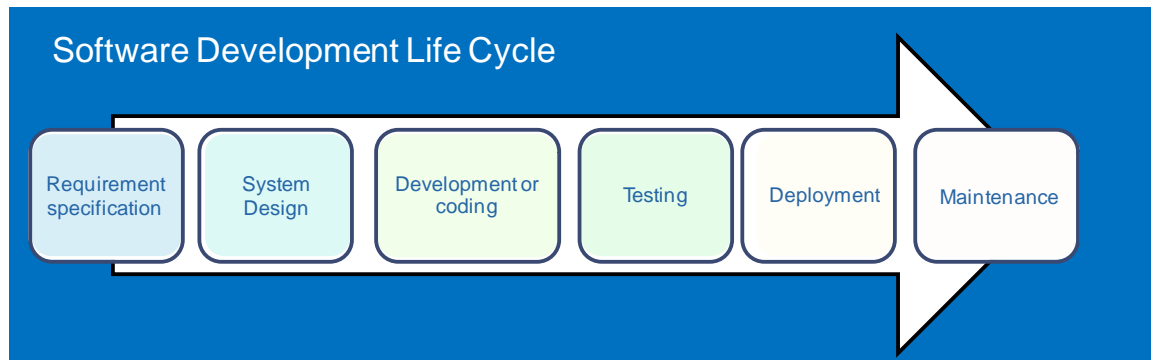 Software Development Life Cycle
Requirement
specification
System
Design
Development or
coding
Testing
Deployment
Maintenance